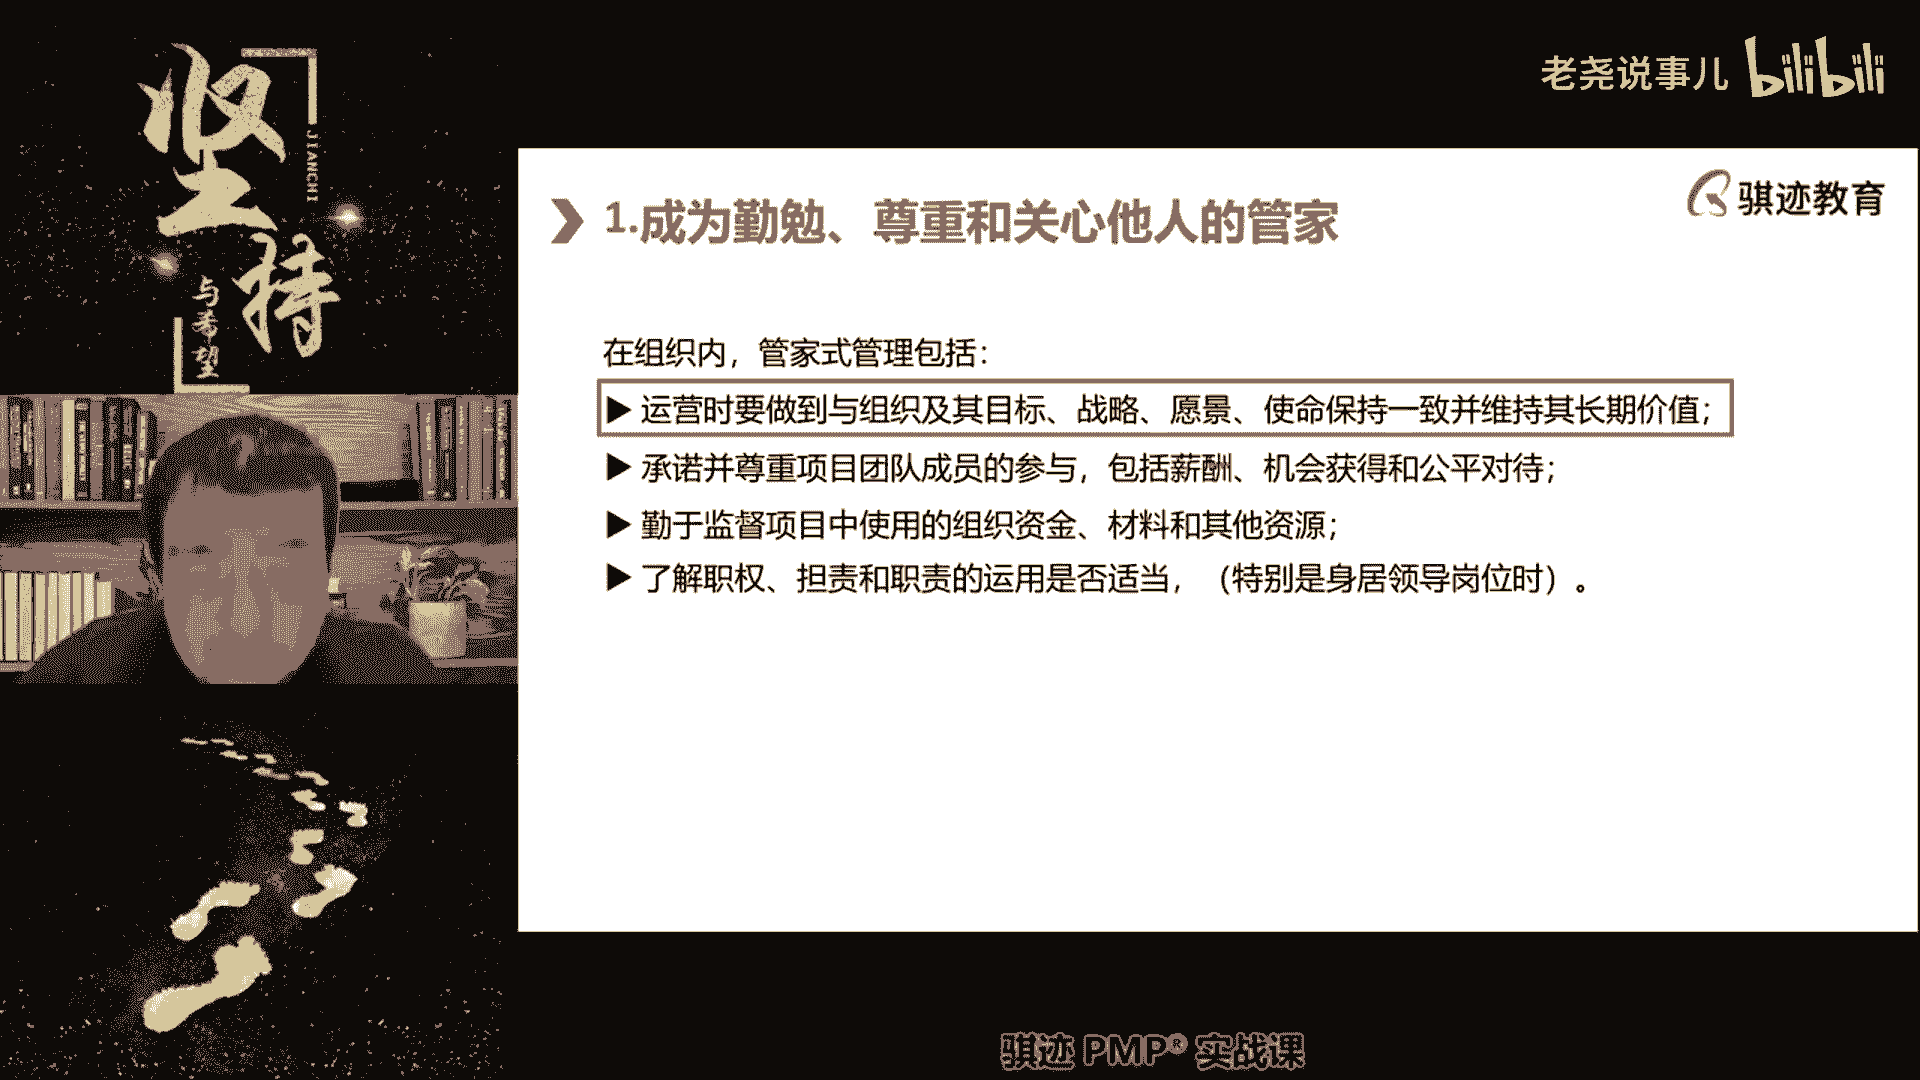 坚持
JIANCHI
与希望
老尧说事儿 bilibili
骐迹教育
1.成为勤勉、尊重和关心他人的管家
在组织内，管家式管理包括：
▶ 运营时要做到与组织及其目标、战略、愿景、使命保持一致并维持其长期价值；
▶ 承诺并尊重项目团队成员的参与，包括薪酬、机会获得和公平对待；
▶ 勤于监督项目中使用的组织资金、材料和其他资源；
▶ 了解职权、担责和职责的运用是否适当，（特别是身居领导岗位时）。
骐迹 PMP® 实战课